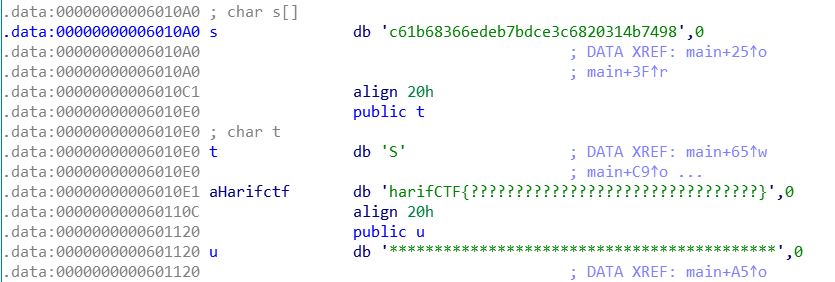 .data:00000000006010A0 ; char s[]
.data:00000000006010A0 s db 'c61b68366edeb7bdce3c6820314b7498',0
.data:00000000006010A0 ; DATA XREF: main+25↑o
.data:00000000006010A0 ; main+3F↑r
.data:00000000006010C1 align 20h
.data:00000000006010E0 public t
.data:00000000006010E0 ; char t
.data:00000000006010E0 t db 'S' ; DATA XREF: main+65↑w
.data:00000000006010E0 ; main+C9↑o ...
.data:00000000006010E1 aHarifctf db 'harifCTF{????????????????????????????????}',0
.data:000000000060110C align 20h
.data:0000000000601120 public u
.data:0000000000601120 u db '*******************************************',0
.data:0000000000601120 ; DATA XREF: main+A5↑o